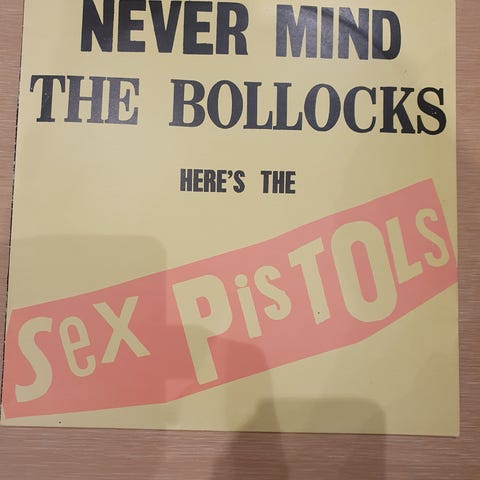 NEVER MIND
THE BOLLOCKS
HERE'S THE
Sex PisTOLs